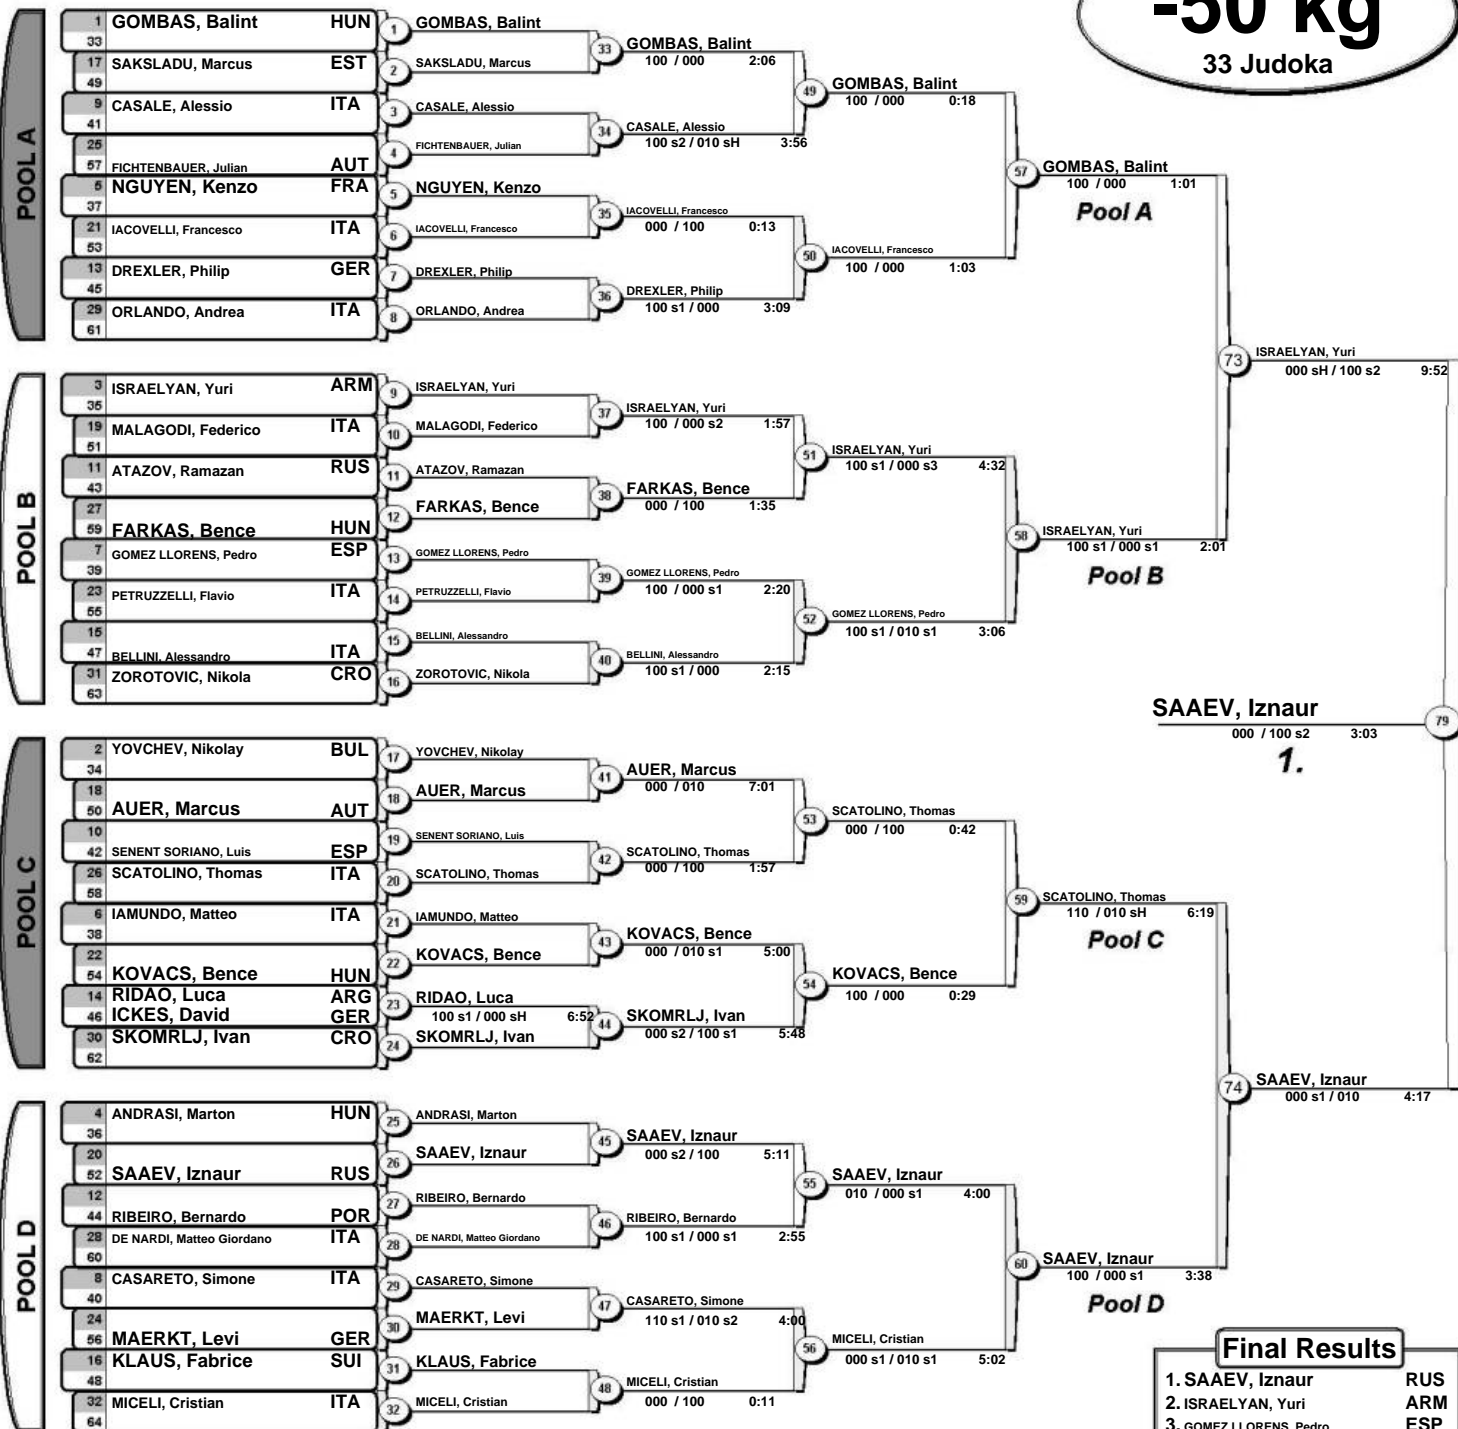 -50 kg
33 Judoka
POOL A
1 GOMBAS, Balint HUN
33
17 SAKSLADU, Marcus EST
49
9 CASALE, Alessio ITA
41
25
57 FICHTENBAUER, Julian AUT
5 NGUYEN, Kenzo FRA
37
21 IACOVELLI, Francesco ITA
53
13 DREXLER, Philip GER
45
29 ORLANDO, Andrea ITA
61
1 GOMBAS, Balint
2 SAKSLADU, Marcus
3 CASALE, Alessio
4 FICHTENBAUER, Julian
5 NGUYEN, Kenzo
6 IACOVELLI, Francesco
7 DREXLER, Philip
8 ORLANDO, Andrea
33 GOMBAS, Balint
100 / 000 2:06
34 CASALE, Alessio
100 s2 / 010 sH 3:56
35 IACOVELLI, Francesco
000 / 100 0:13
36 DREXLER, Philip
100 s1 / 000 3:09
49 GOMBAS, Balint
100 / 000 0:18
50 IACOVELLI, Francesco
100 / 000 1:03
57 GOMBAS, Balint
100 / 000 1:01
Pool A
POOL B
3 ISRAELYAN, Yuri ARM
35
19 MALAGODI, Federico ITA
51
11 ATAZOV, Ramazan RUS
43
27
59 FARKAS, Bence HUN
7 GOMEZ LLORENS, Pedro ESP
39
23 PETRUZZELLI, Flavio ITA
55
15
47 BELLINI, Alessandro ITA
31 ZOROTOVIC, Nikola CRO
63
9 ISRAELYAN, Yuri
10 MALAGODI, Federico
11 ATAZOV, Ramazan
12 FARKAS, Bence
13 GOMEZ LLORENS, Pedro
14 PETRUZZELLI, Flavio
15 BELLINI, Alessandro
16 ZOROTOVIC, Nikola
37 ISRAELYAN, Yuri
100 / 000 s2 1:57
38 FARKAS, Bence
000 / 100 1:35
39 GOMEZ LLORENS, Pedro
100 / 000 s1 2:20
40 BELLINI, Alessandro
100 s1 / 000 2:15
51 ISRAELYAN, Yuri
100 s1 / 000 s3 4:32
52 GOMEZ LLORENS, Pedro
100 s1 / 010 s1 3:06
58 ISRAELYAN, Yuri
100 s1 / 000 s1 2:01
Pool B
73 ISRAELYAN, Yuri
000 sH / 100 s2 9:52
SAAEV, Iznaur 79
000 / 100 s2 3:03
1.
POOL C
2 YOVCHEV, Nikolay BUL
34
18
50 AUER, Marcus AUT
10
42 SENENT SORIANO, Luis ESP
26 SCATOLINO, Thomas ITA
58
6 IAMUNDO, Matteo ITA
38
22
54 KOVACS, Bence HUN
14 RIDAO, Luca ARG
46 ICKES, David GER
30 SKOMRLJ, Ivan CRO
62
17 YOVCHEV, Nikolay
18 AUER, Marcus
19 SENENT SORIANO, Luis
20 SCATOLINO, Thomas
21 IAMUNDO, Matteo
22 KOVACS, Bence
23 RIDAO, Luca
100 s1 / 000 sH 6:52
24 SKOMRLJ, Ivan
41 AUER, Marcus
000 / 010 7:01
42 SCATOLINO, Thomas
000 / 100 1:57
43 KOVACS, Bence
000 / 010 s1 5:00
44 SKOMRLJ, Ivan
000 s2 / 100 s1 5:48
53 SCATOLINO, Thomas
000 / 100 0:42
54 KOVACS, Bence
100 / 000 0:29
59 SCATOLINO, Thomas
110 / 010 sH 6:19
Pool C
POOL D
4 ANDRASI, Marton HUN
36
20
52 SAAEV, Iznaur RUS
12
44 RIBEIRO, Bernardo POR
28 DE NARDI, Matteo Giordano ITA
60
8 CASARETO, Simone ITA
40
24
56 MAERKT, Levi GER
16 KLAUS, Fabrice SUI
48
32 MICELI, Cristian ITA
64
25 ANDRASI, Marton
26 SAAEV, Iznaur
27 RIBEIRO, Bernardo
28 DE NARDI, Matteo Giordano
29 CASARETO, Simone
30 MAERKT, Levi
31 KLAUS, Fabrice
32 MICELI, Cristian
45 SAAEV, Iznaur
000 s2 / 100 5:11
46 RIBEIRO, Bernardo
100 s1 / 000 s1 2:55
47 CASARETO, Simone
110 s1 / 010 s2 4:00
48 MICELI, Cristian
000 / 100 0:11
55 SAAEV, Iznaur
010 / 000 s1 4:00
56 MICELI, Cristian
000 s1 / 010 s1 5:02
60 SAAEV, Iznaur
100 / 000 s1 3:38
Pool D
74 SAAEV, Iznaur
000 s1 / 010 4:17
Final Results
1. SAAEV, Iznaur RUS
2. ISRAELYAN, Yuri ARM
3. GOMEZ LLORENS, Pedro ESP